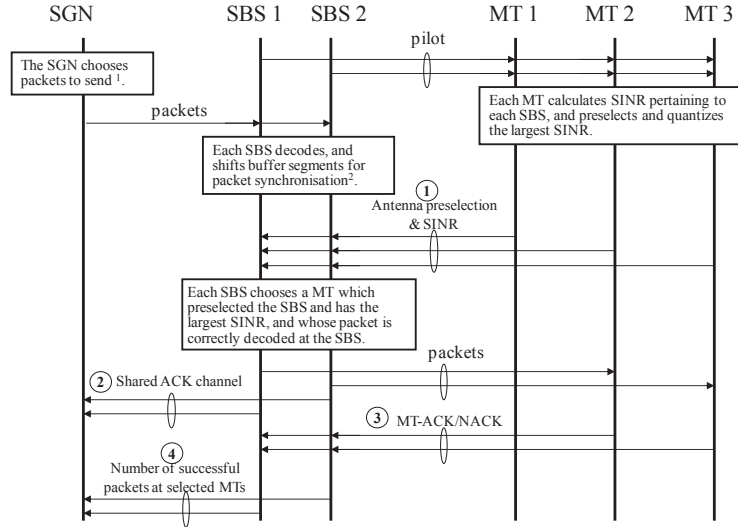 SGN SBS 1 SBS 2 MT 1 MT 2 MT 3
pilot
The SGN chooses
packets to send ¹.
packets
Each MT calculates SINR pertaining to
each SBS, and preselects and quantizes
the largest SINR.
Each SBS decodes, and
shifts buffer segments for
packet synchronisation².
1
Antenna preselection
& SINR
Each SBS chooses a MT which
preselected the SBS and has the
largest SINR, and whose packet is
correctly decoded at the SBS.
packets
2 Shared ACK channel
3 MT-ACK/NACK
4
Number of successful
packets at selected MTs